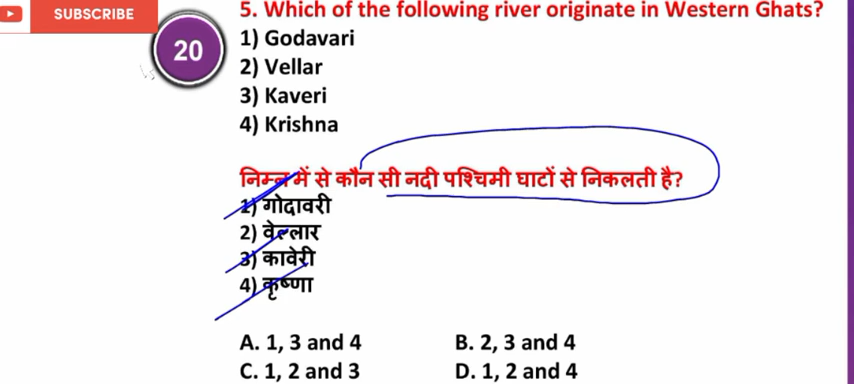 SUBSCRIBE
20
5. Which of the following river originate in Western Ghats?
1) Godavari
2) Vellar
3) Kaveri
4) Krishna
निम्न में से कौन सी नदी पश्चिमी घाटों से निकलती है?
1) गोदावरी
2) वेल्लार
3) कावेरी
4) कृष्णा
A. 1, 3 and 4
B. 2, 3 and 4
C. 1, 2 and 3
D. 1, 2 and 4